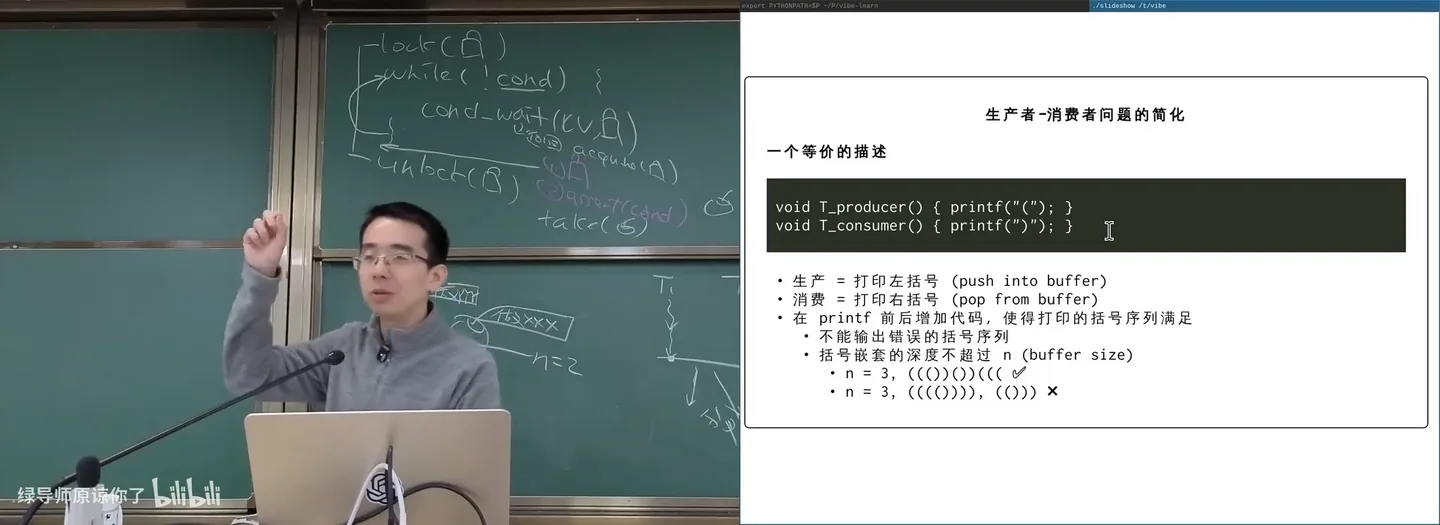 lock(
while( ! cond) {
cond_wait(
}
unlock(
take(
T1
n=2
绿导师原谅你了 bilibili
export PYTHONPATH=$P ~/P/vibe-learn
./slideshow /t/vibe
生产者-消费者问题的简化
一个等价的描述
void T_producer() { printf("("); }
void T_consumer() { printf(")"); }
• 生产 = 打印左括号 (push into buffer)
• 消费 = 打印右括号 (pop from buffer)
• 在 printf 前后增加代码, 使得打印的括号序列满足
• 不能输出错误的括号序列
• 括号嵌套的深度不超过 n (buffer size)
• n = 3, ((())())((( ✅
• n = 3, (((()))), (())) ❌